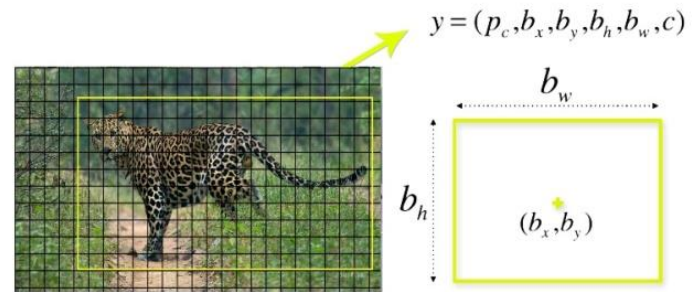 y = (p_c, b_x, b_y, b_h, b_w, c)
b_w
b_h
(b_x, b_y)